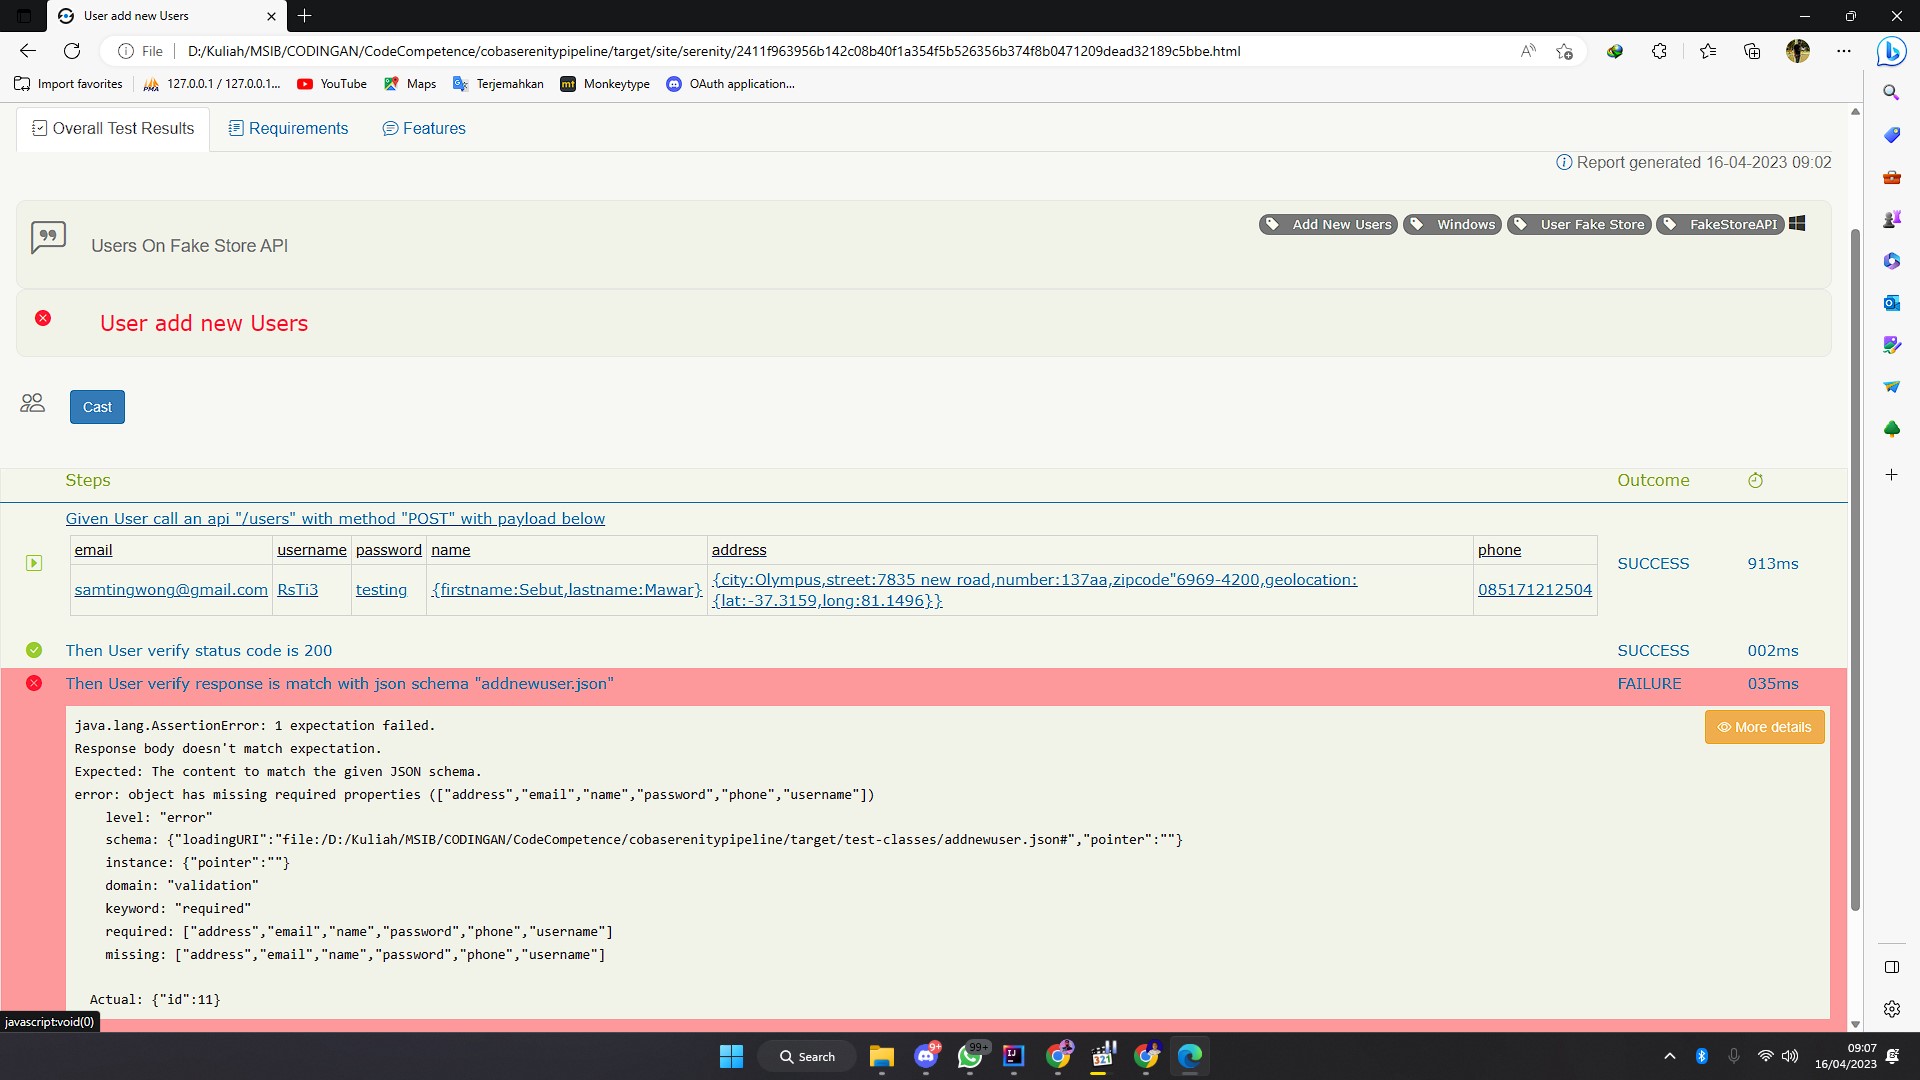 User add new Users
File
D:/Kuliah/MSIB/CODINGAN/CodeCompetence/cobaserenitypipeline/target/site/serenity/2411f963956b142c08b40f1a354f5b526356b374f8b0471209dead32189c5bbe.html
Import favorites
127.0.0.1 / 127.0.0.1...
YouTube
Maps
Terjemahkan
mt
Monkeytype
OAuth application...
Overall Test Results
Requirements
Features
Report generated 16-04-2023 09:02
Users On Fake Store API
Add New Users
Windows
User Fake Store
FakeStoreAPI
User add new Users
Cast
Steps Outcome
Given User call an api "/users" with method "POST" with payload below
email username password name address phone
samtingwong@gmail.com RsTi3 testing {firstname:Sebut,lastname:Mawar} {city:Olympus,street:7835 new road,number:137aa,zipcode"6969-4200,geolocation:
{lat:-37.3159,long:81.1496}} 085171212504
SUCCESS 913ms
Then User verify status code is 200 SUCCESS 002ms
Then User verify response is match with json schema "addnewuser.json" FAILURE 035ms
More details
java.lang.AssertionError: 1 expectation failed.
Response body doesn't match expectation.
Expected: The content to match the given JSON schema.
error: object has missing required properties (["address","email","name","password","phone","username"])
level: "error"
schema: {"loadingURI":"file:/D:/Kuliah/MSIB/CODINGAN/CodeCompetence/cobaserenitypipeline/target/test-classes/addnewuser.json#","pointer":""}
instance: {"pointer":""}
domain: "validation"
keyword: "required"
required: ["address","email","name","password","phone","username"]
missing: ["address","email","name","password","phone","username"]
Actual: {"id":11}
javascript:void(0)
Search
9+
99+
321
09:07
16/04/2023